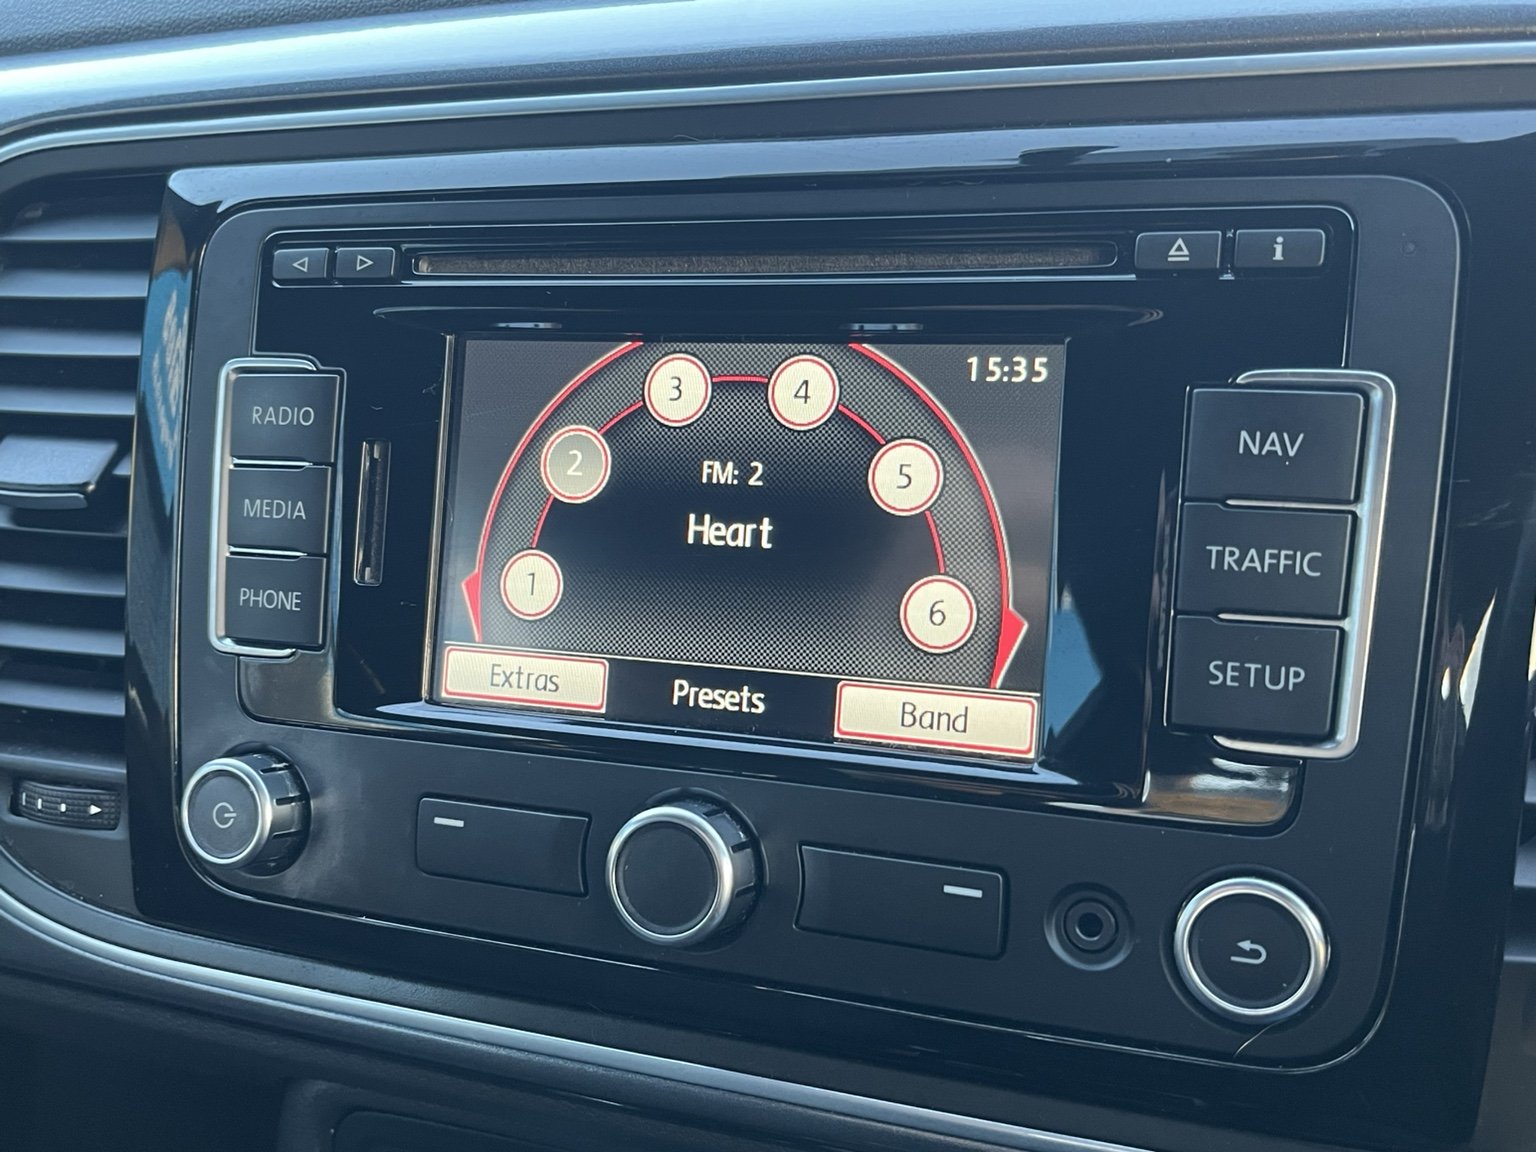 i
15:35
3
4
RADIO
NAV
2
FM: 2
5
MEDIA
Heart
TRAFFIC
1
PHONE
6
Extras
Presets
Band
SETUP